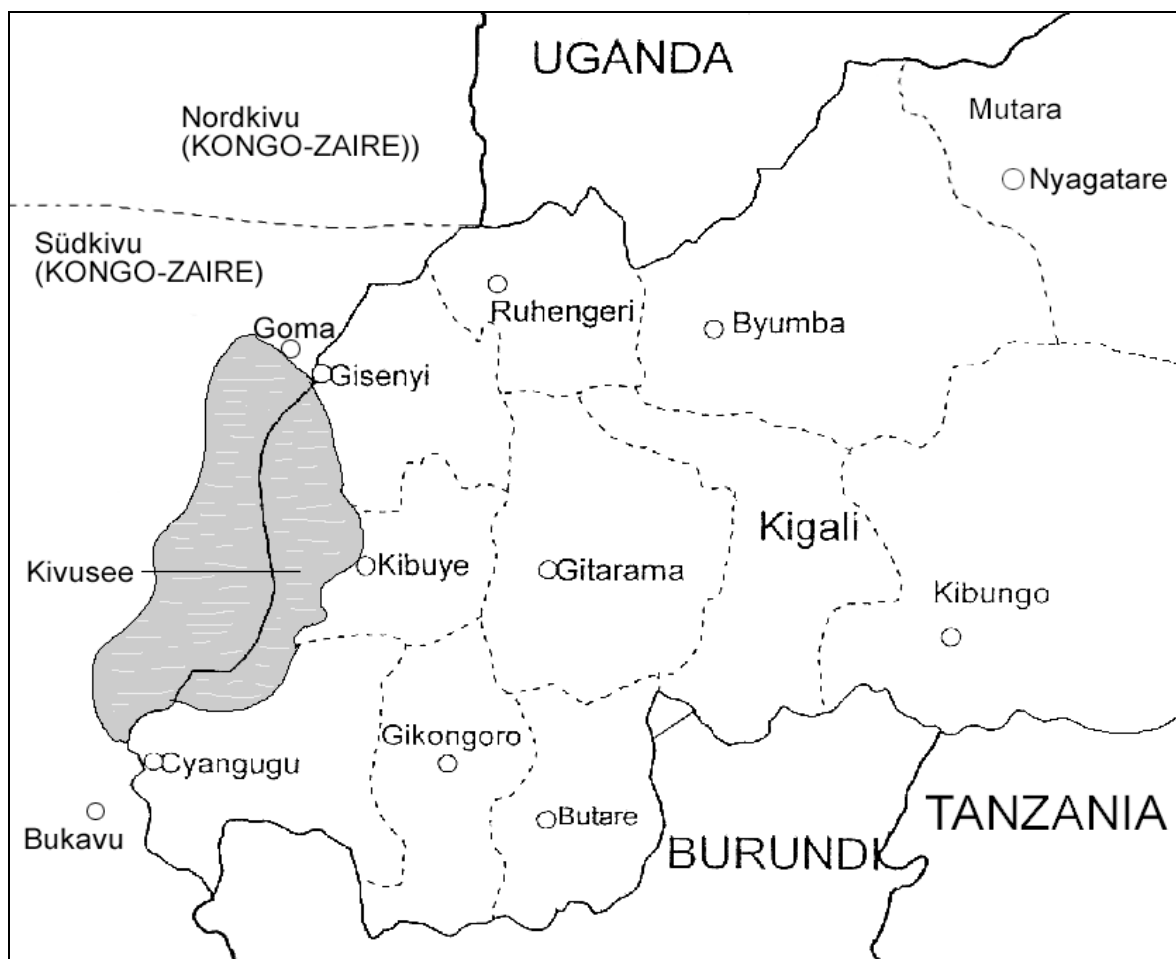 UGANDA
Nordkivu
(KONGO-ZAIRE))
Mutara
Nyagatare
Südkivu
(KONGO-ZAIRE)
Ruhengeri
Byumba
Goma
Gisenyi
Kigali
Kivusee
Kibuye
Gitarama
Kibungo
Gikongoro
Cyangugu
Bukavu
Butare
BURUNDI
TANZANIA